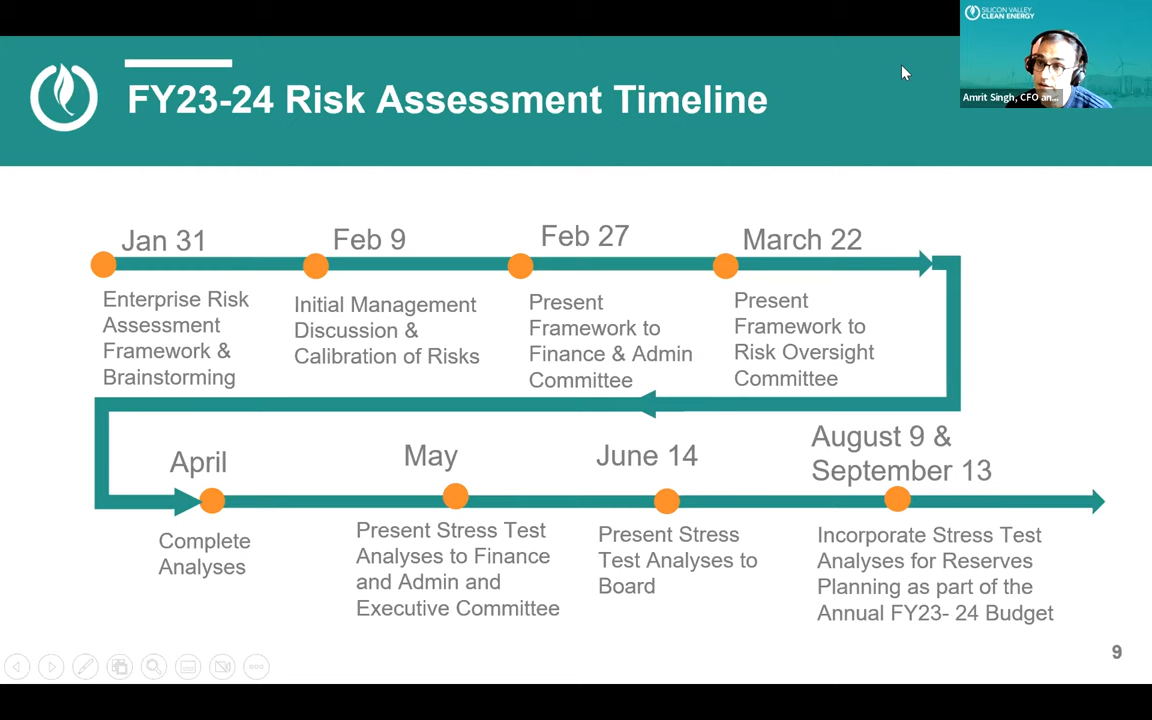 SILICON VALLEY
CLEAN ENERGY
Amrit Singh, CFO an...
FY23-24 Risk Assessment Timeline
Jan 31
Enterprise Risk
Assessment
Framework &
Brainstorming
Feb 9
Initial Management
Discussion &
Calibration of Risks
Feb 27
Present
Framework to
Finance & Admin
Committee
March 22
Present
Framework to
Risk Oversight
Committee
April
Complete
Analyses
May
Present Stress Test
Analyses to Finance
and Admin and
Executive Committee
June 14
Present Stress
Test Analyses to
Board
August 9 &
September 13
Incorporate Stress Test
Analyses for Reserves
Planning as part of the
Annual FY23- 24 Budget
9